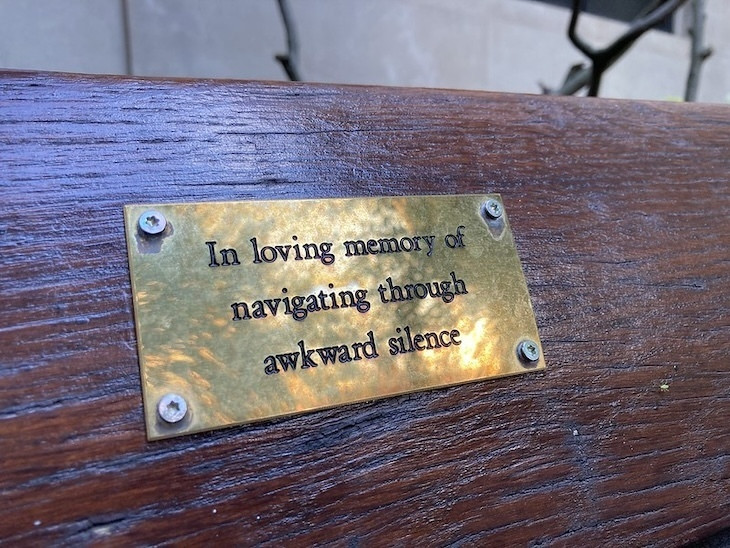 In loving memory of
navigating through
awkward silence